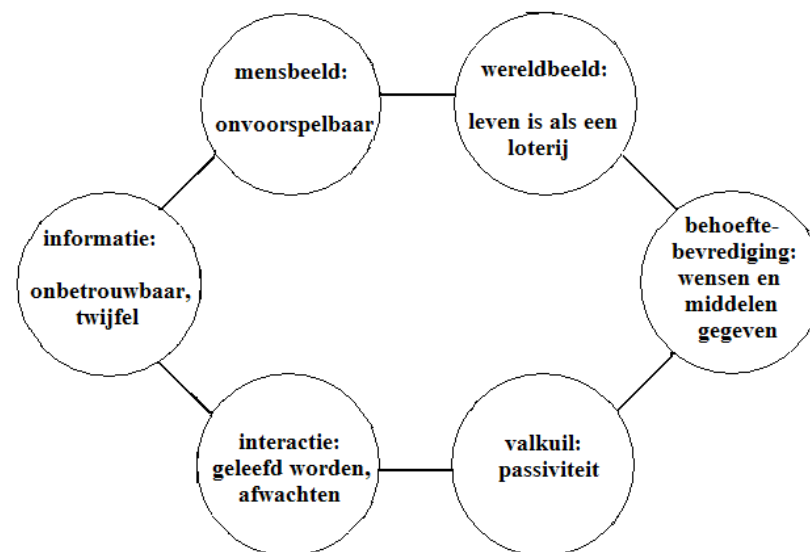 mensbeeld:
onvoorspelbaar
wereldbeeld:
leven is als een
loterij
behoefte-
bevrediging:
wensen en
middelen
gegeven
valkuil:
passiviteit
interactie:
geleefd worden,
afwachten
informatie:
onbetrouwbaar,
twijfel